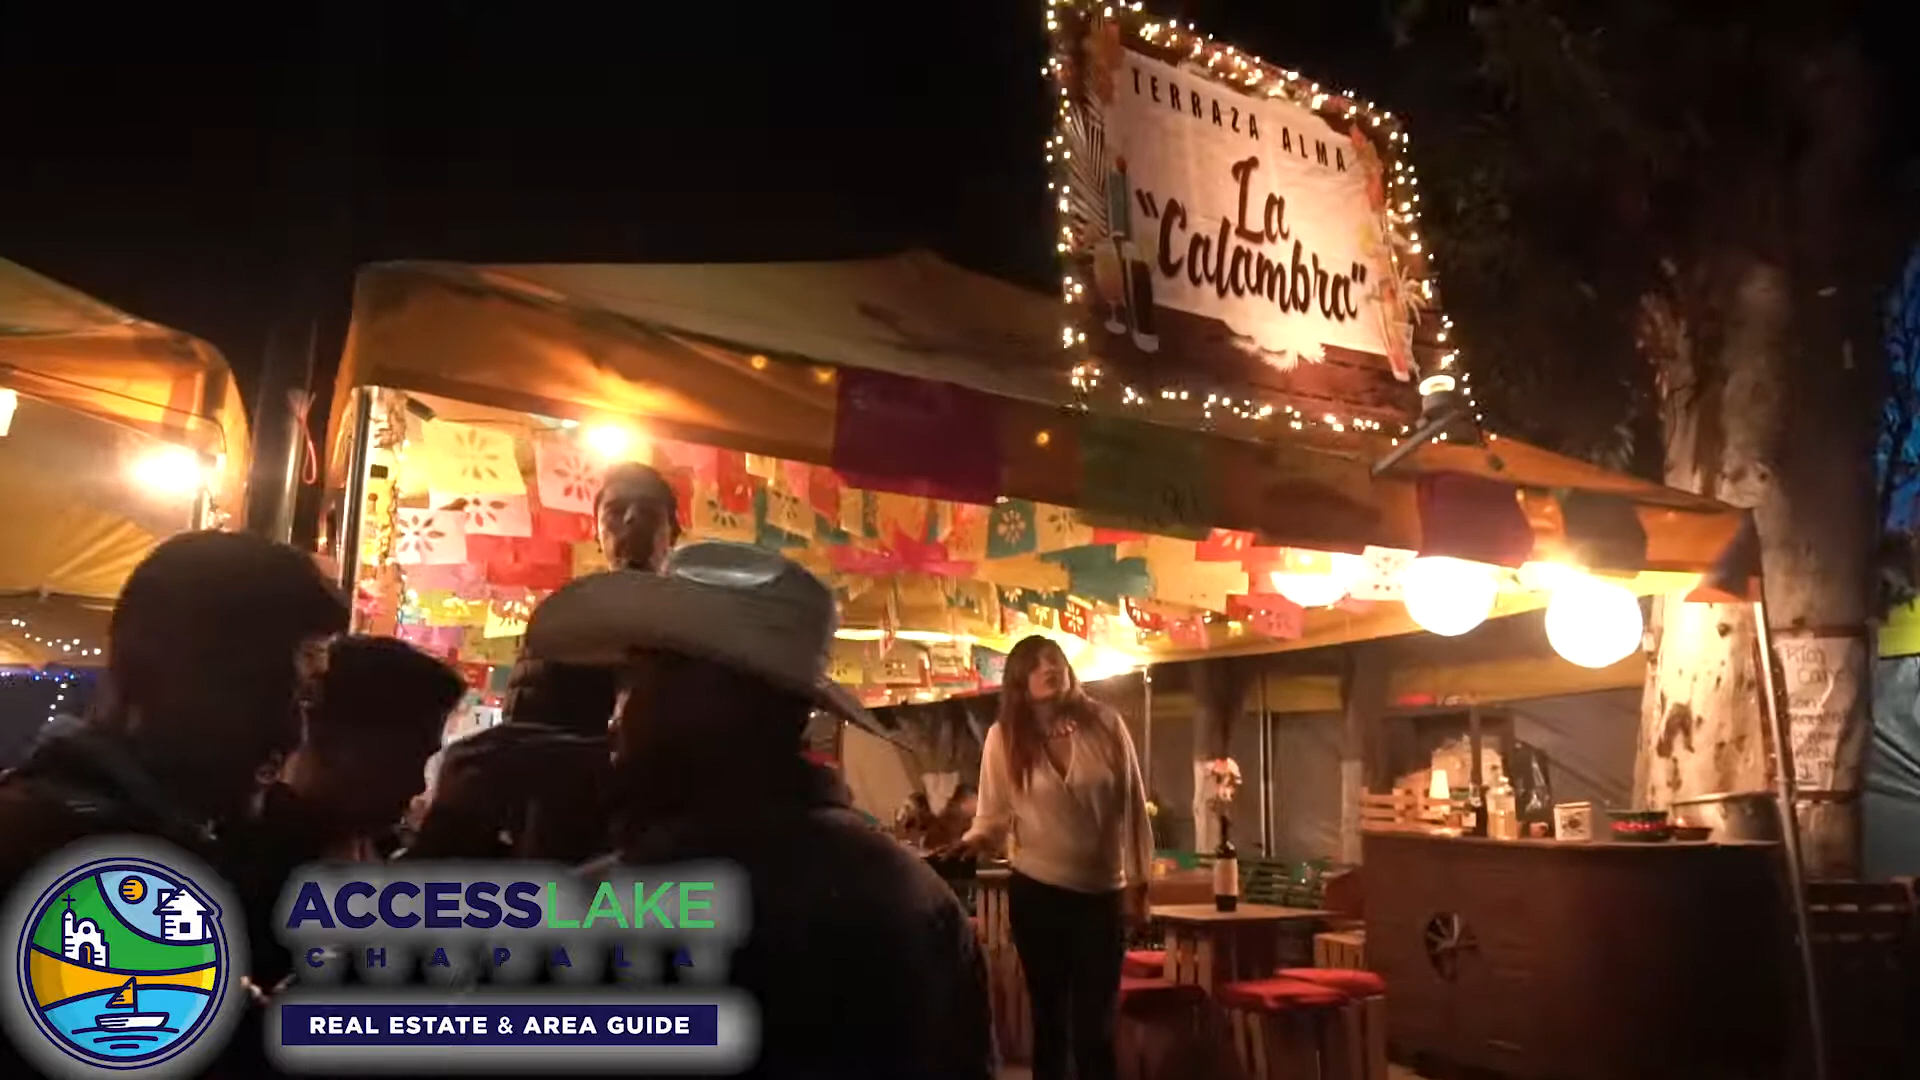 TERRAZA ALMA
La
"Calambra"
ACCESSLAKE
CHAPALA
REAL ESTATE & AREA GUIDE